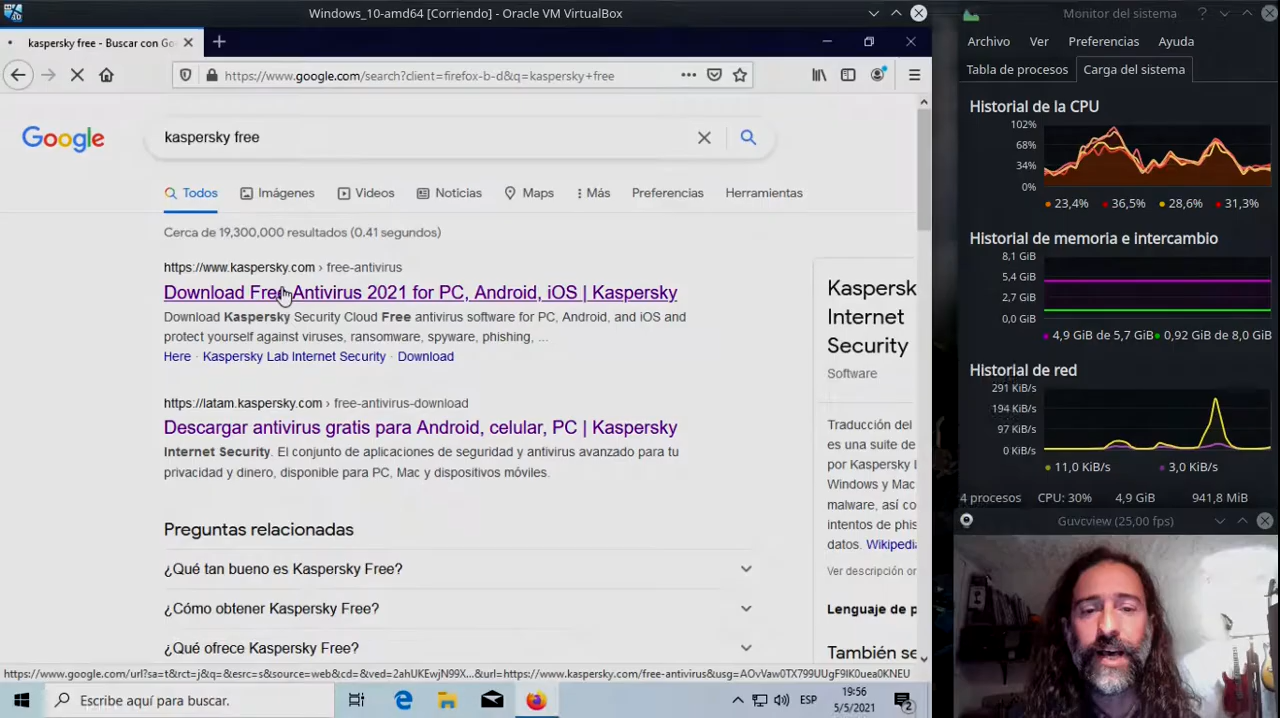 Windows_10-amd64 [Corriendo] - Oracle VM VirtualBox
kaspersky free - Buscar con Go
https://www.google.com/search?client=firefox-b-d&q=kaspersky+free
Google
kaspersky free
Todos
Imágenes
Videos
Noticias
Maps
Más
Preferencias
Herramientas
Cerca de 19,300,000 resultados (0.41 segundos)
https://www.kaspersky.com › free-antivirus
Download Free Antivirus 2021 for PC, Android, iOS | Kaspersky
Download Kaspersky Security Cloud Free antivirus software for PC, Android, and iOS and
protect yourself against viruses, ransomware, spyware, phishing, ...
Here · Kaspersky Lab Internet Security · Download
https://latam.kaspersky.com › free-antivirus-download
Descargar antivirus gratis para Android, celular, PC | Kaspersky
Internet Security. El conjunto de aplicaciones de seguridad y antivirus avanzado para tu
privacidad y dinero, disponible para PC, Mac y dispositivos móviles.
Preguntas relacionadas
¿Qué tan bueno es Kaspersky Free?
¿Cómo obtener Kaspersky Free?
¿Qué ofrece Kaspersky Free?
Kaspersk
Internet
Security
Software
Traducción del
es una suite de
por Kaspersky L
Windows y Mac
malware, así co
intentos de phis
datos. Wikipedi
Ver descripción or
Lenguaje de p
También se
Escribe aquí para buscar.
ESP
19:56
5/5/2021
2
Monitor del sistema
Archivo
Ver
Preferencias
Ayuda
Tabla de procesos
Carga del sistema
Historial de la CPU
102%
68%
34%
0%
23,4%
36,5%
28,6%
31,3%
Historial de memoria e intercambio
8,1 GiB
5,4 GiB
2,7 GiB
0,0 GiB
4,9 GiB de 5,7 GiB
0,92 GiB de 8,0 GiB
Historial de red
291 KiB/s
194 KiB/s
97 KiB/s
0 KiB/s
11,0 KiB/s
3,0 KiB/s
4 procesos
CPU: 30%
4,9 GiB
941,8 MiB
Guvcview (25,00 fps)